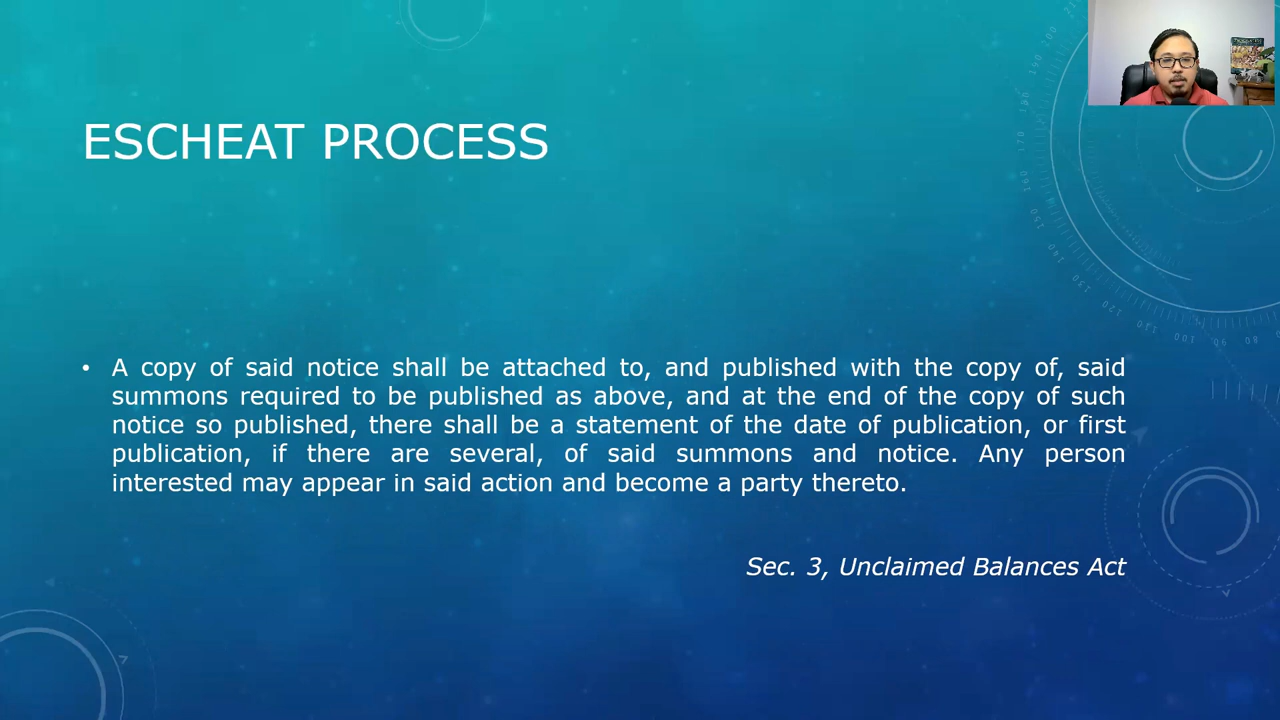 ESCHEAT PROCESS
• A copy of said notice shall be attached to, and published with the copy of, said
summons required to be published as above, and at the end of the copy of such
notice so published, there shall be a statement of the date of publication, or first
publication, if there are several, of said summons and notice. Any person
interested may appear in said action and become a party thereto.
Sec. 3, Unclaimed Balances Act